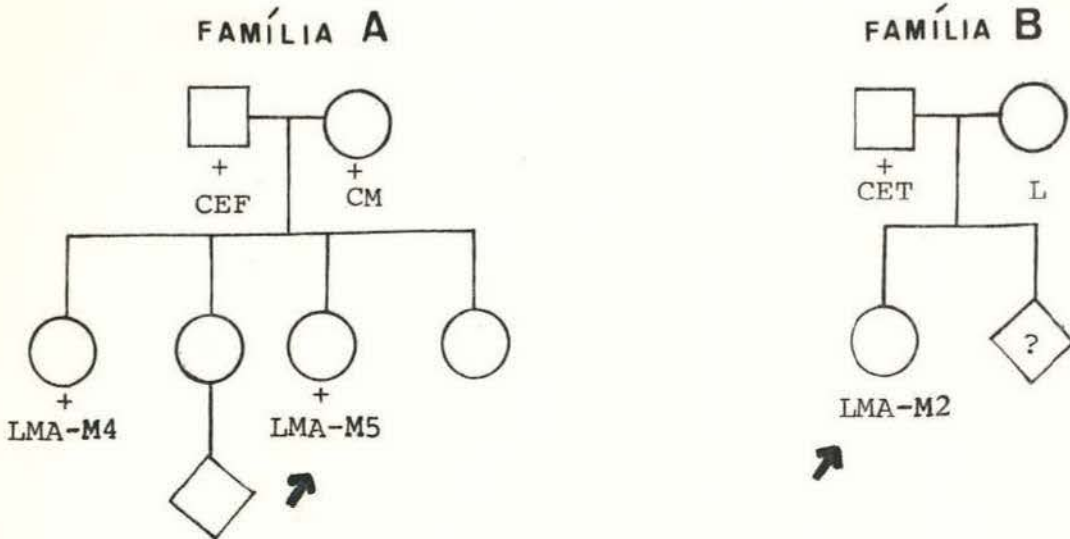 FAMÍLIA A
FAMÍLIA B
+ +
CEF CM
+
CET L
+ +
LMA-M4 LMA-M5
?
LMA-M2